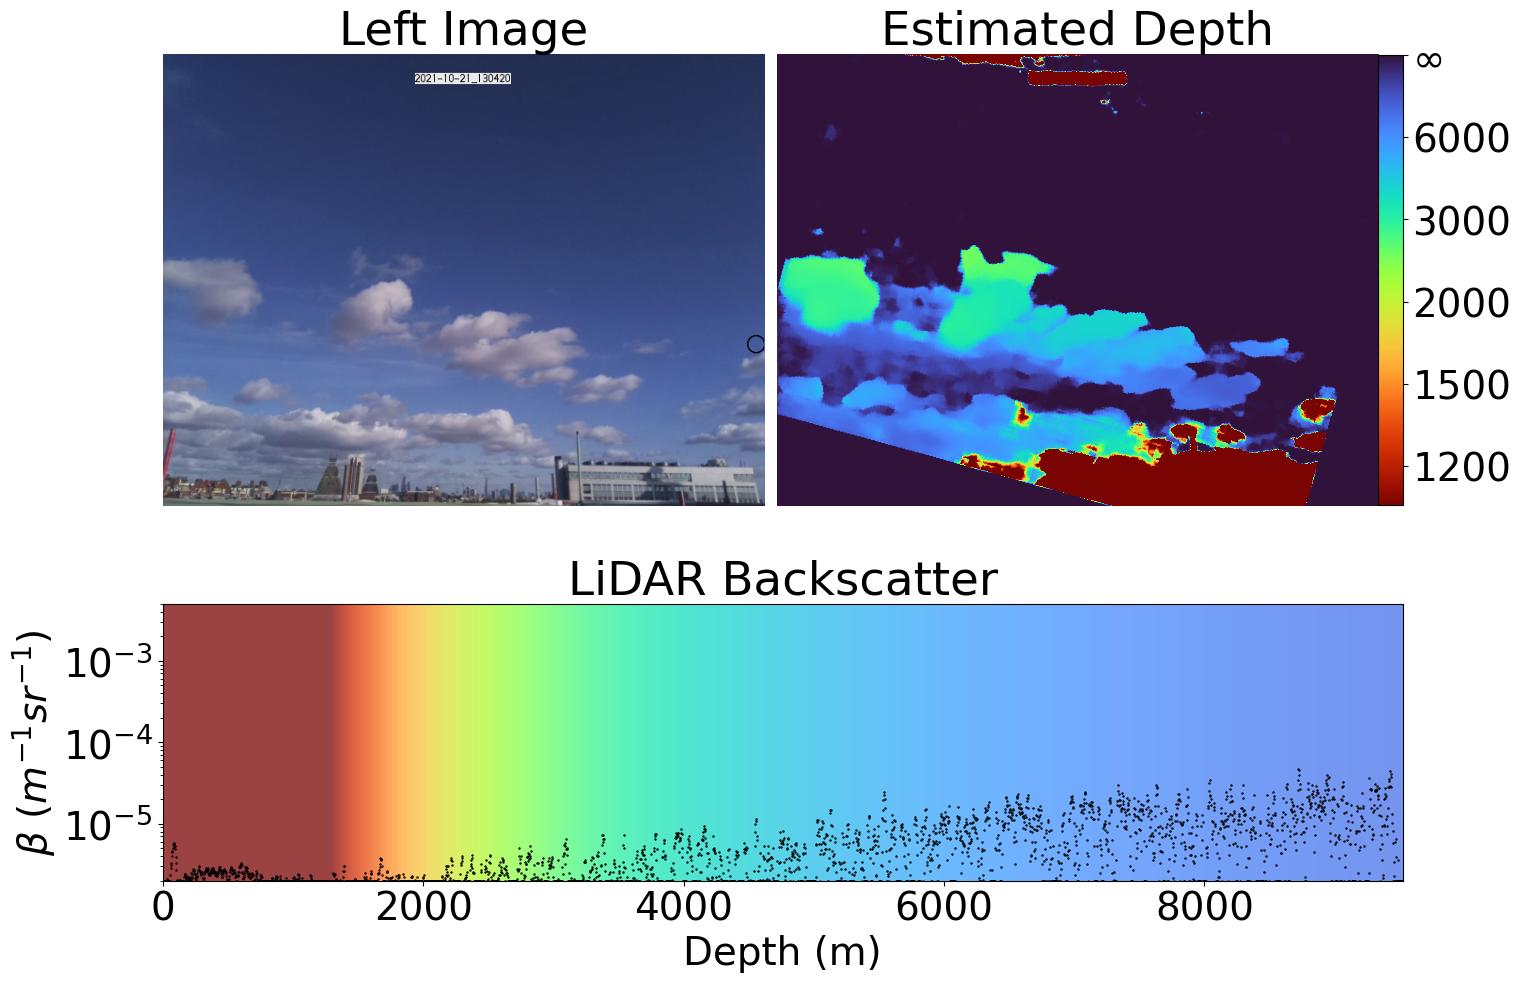 Left Image
Estimated Depth
2021-10-21_130420
∞
6000
3000
2000
1500
1200
LiDAR Backscatter
β (m⁻¹sr⁻¹)
10⁻³
10⁻⁴
10⁻⁵
0 2000 4000 6000 8000
Depth (m)